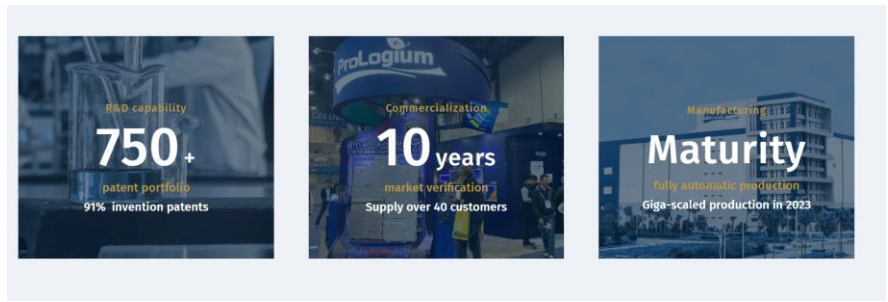 R&D capability
750 +
patent portfolio
91% invention patents
ProLogium
Commercialization
10 years
market verification
Supply over 40 customers
Manufacturing
Maturity
fully automatic production
Giga-scaled production in 2023